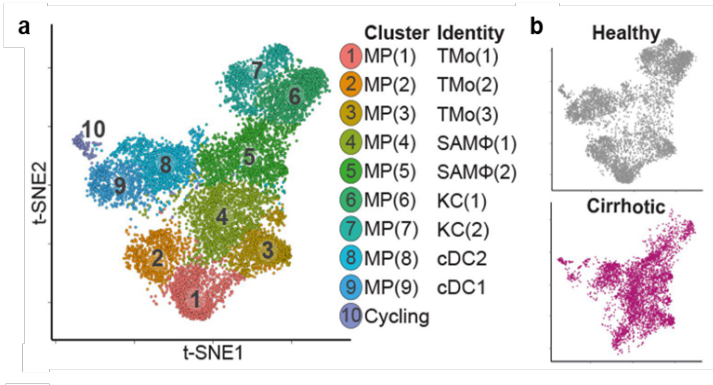 a
Cluster Identity
1 MP(1) TMo(1)
2 MP(2) TMo(2)
3 MP(3) TMo(3)
4 MP(4) SAMΦ(1)
5 MP(5) SAMΦ(2)
6 MP(6) KC(1)
7 MP(7) KC(2)
8 MP(8) cDC2
9 MP(9) cDC1
10 Cycling
7
6
10
5
8
9
4
2
3
1
t-SNE2
t-SNE1
b
Healthy
Cirrhotic